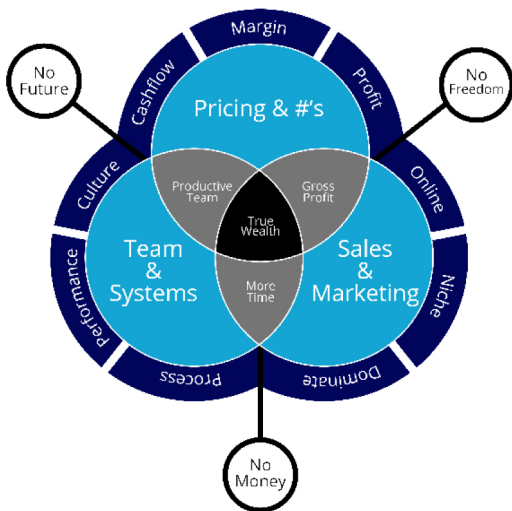 Margin
Cashflow
Profit
No
Future
No
Freedom
Pricing & #'s
Culture
Online
Productive
Team
Gross
Profit
True
Wealth
Team
&
Systems
Sales
&
Marketing
More
Time
Performance
Niche
Process
Dominate
No
Money